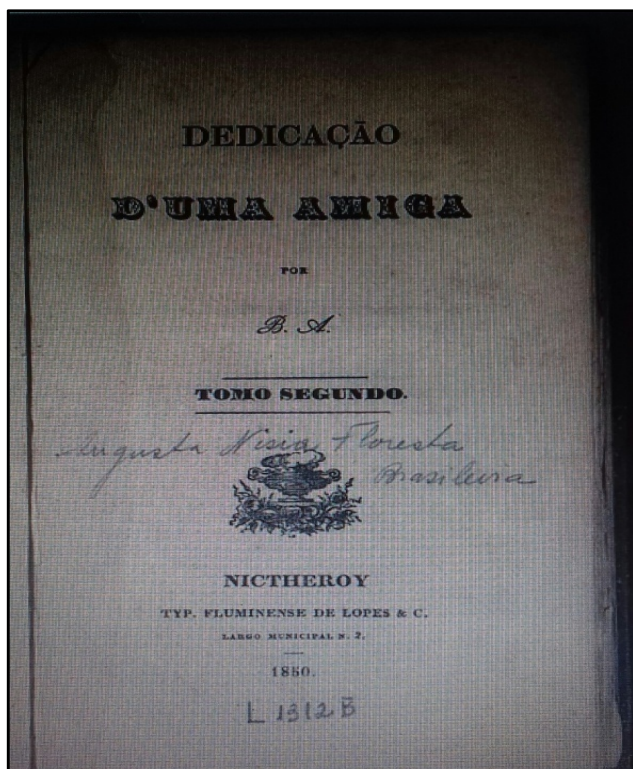 DEDICAÇÃO
D'UMA AMIGA
POR
B. A.
TOMO SEGUNDO.
Augusta Nisia Floresta
Brasileira
NICTHEROY
TYP. FLUMINENSE DE LOPES & C.
LARGO MUNICIPAL N. 2.
1850.
L 1312 B